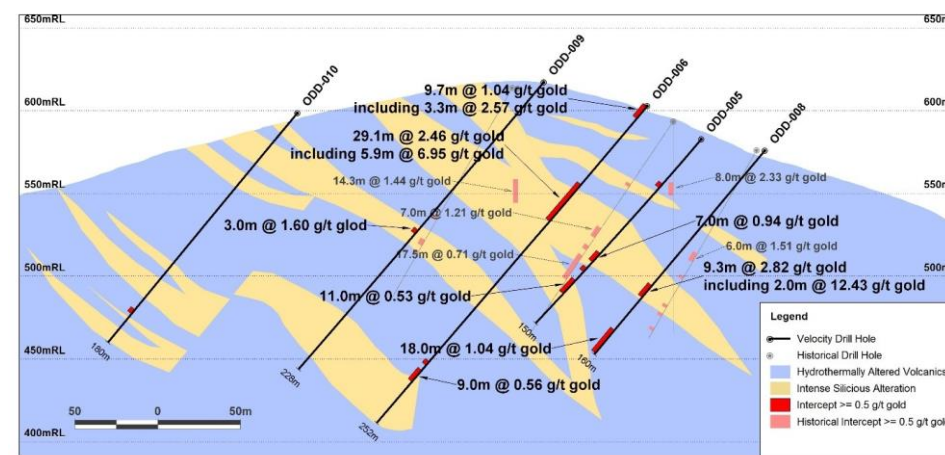 650mRL
650m
ODD-010
ODD-009
ODD-006
ODD-005
ODD-008
9.7m @ 1.04 g/t gold
including 3.3m @ 2.57 g/t gold
600mRL
600m
29.1m @ 2.46 g/t gold
including 5.9m @ 6.95 g/t gold
14.3m @ 1.44 g/t gold
8.0m @ 2.33 g/t gold
550mRL
550m
7.0m @ 1.21 g/t gold
3.0m @ 1.60 g/t glod
7.0m @ 0.94 g/t gold
17.5m @ 0.71 g/t gold
6.0m @ 1.51 g/t gold
500mRL
500m
9.3m @ 2.82 g/t gold
including 2.0m @ 12.43 g/t gold
11.0m @ 0.53 g/t gold
150m
180m
18.0m @ 1.04 g/t gold
160m
450mRL
228m
9.0m @ 0.56 g/t gold
252m
50
0
50m
400mRL
Legend
Velocity Drill Hole
Historical Drill Hole
Hydrothermally Altered Volcanics
Intense Silicious Alteration
Intercept >= 0.5 g/t gold
Historical Intercept >= 0.5 g/t gold